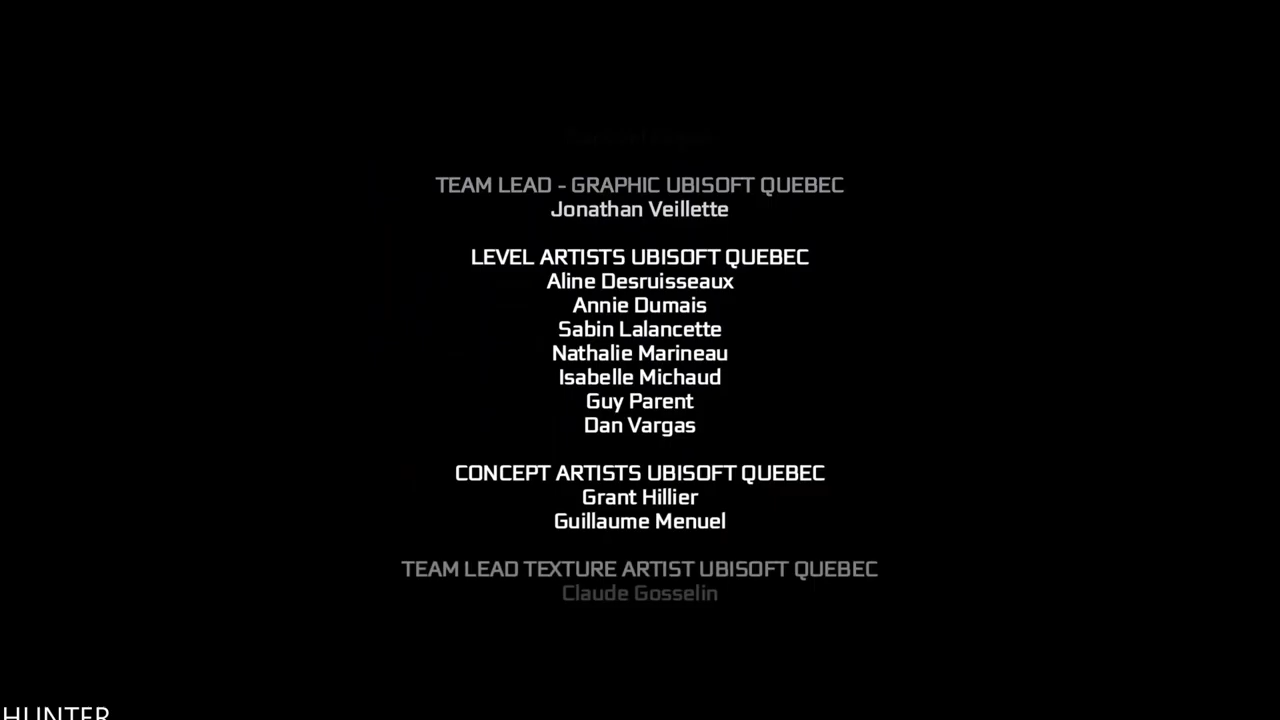 TEAM LEAD - GRAPHIC UBISOFT QUEBEC
Jonathan Veillette
LEVEL ARTISTS UBISOFT QUEBEC
Aline Desruisseaux
Annie Dumais
Sabin Lalancette
Nathalie Marineau
Isabelle Michaud
Guy Parent
Dan Vargas
CONCEPT ARTISTS UBISOFT QUEBEC
Grant Hillier
Guillaume Menuel
TEAM LEAD TEXTURE ARTIST UBISOFT QUEBEC
Claude Gosselin
HUNTER